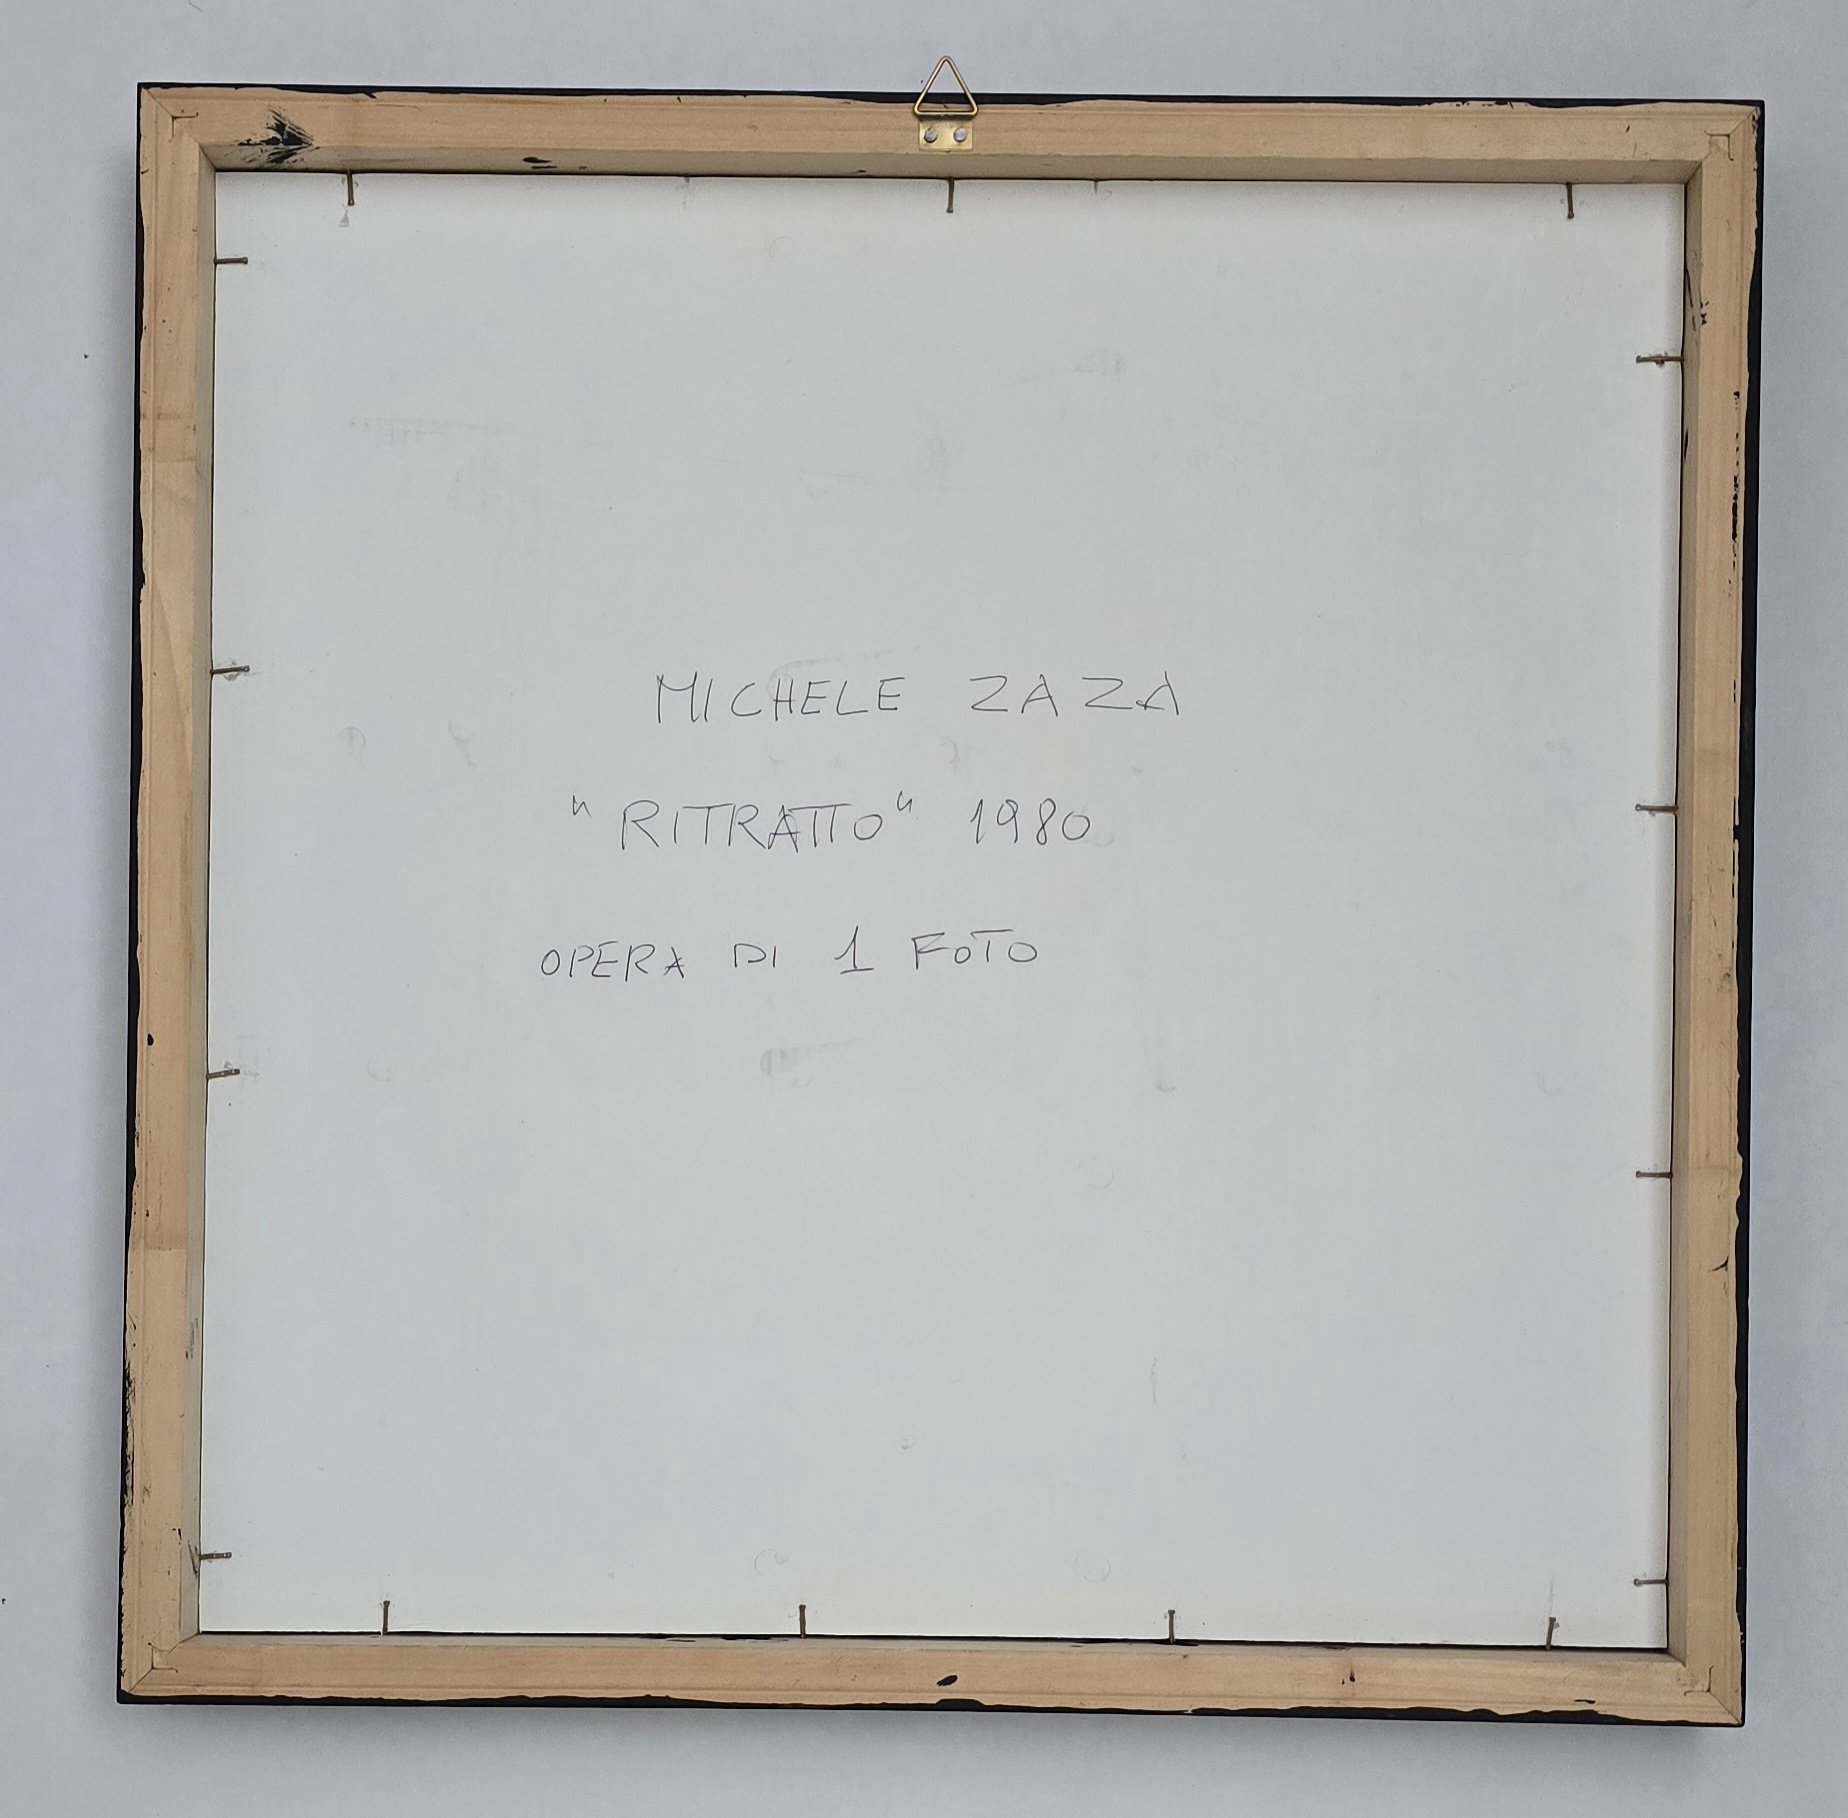 MICHELE ZAZA
"RITRATTO" 1980
OPERA DI 1 FOTO